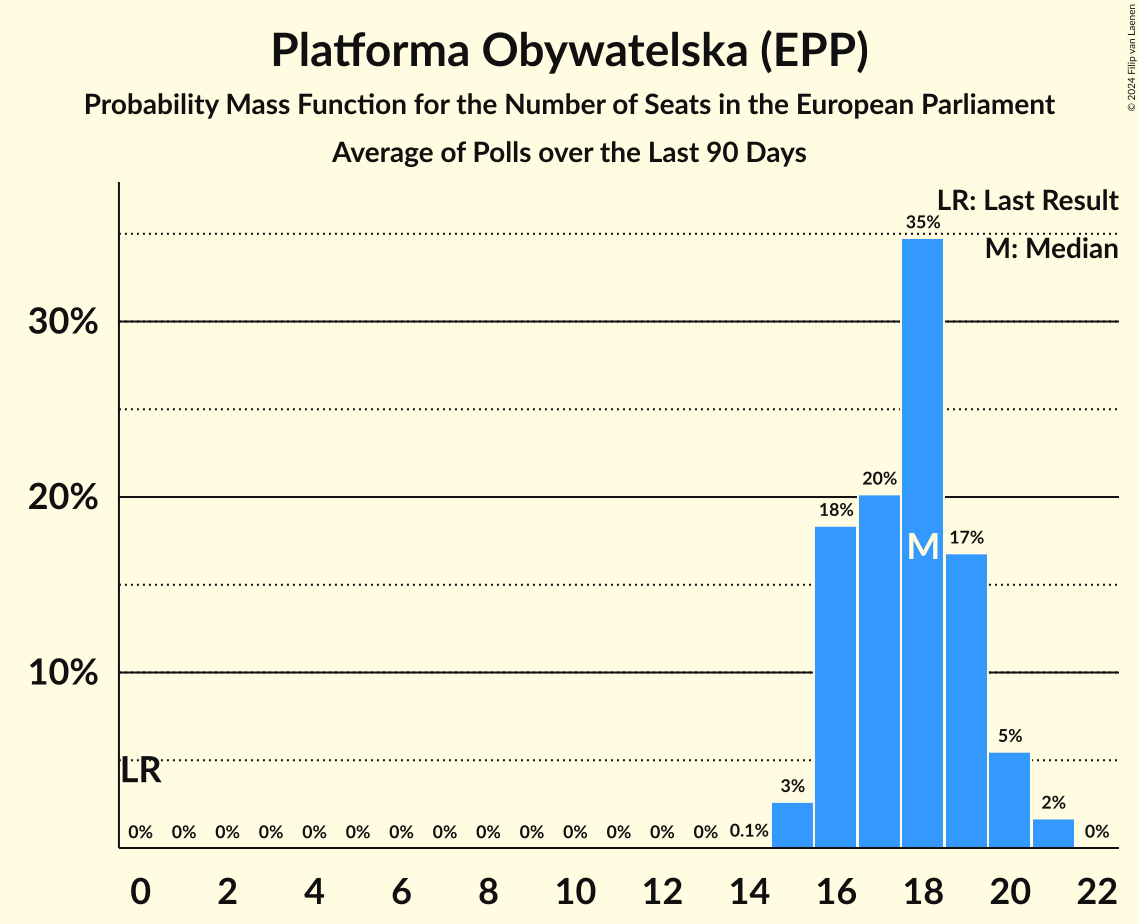 Platforma Obywatelska (EPP)
Probability Mass Function for the Number of Seats in the European Parliament
Average of Polls over the Last 90 Days
© 2024 Filip van Laenen
LR: Last Result
M: Median
30%
20%
10%
LR
M
0% 0% 0% 0% 0% 0% 0% 0% 0% 0% 0% 0% 0% 0% 0.1% 3% 18% 20% 35% 17% 5% 2% 0%
0 2 4 6 8 10 12 14 16 18 20 22